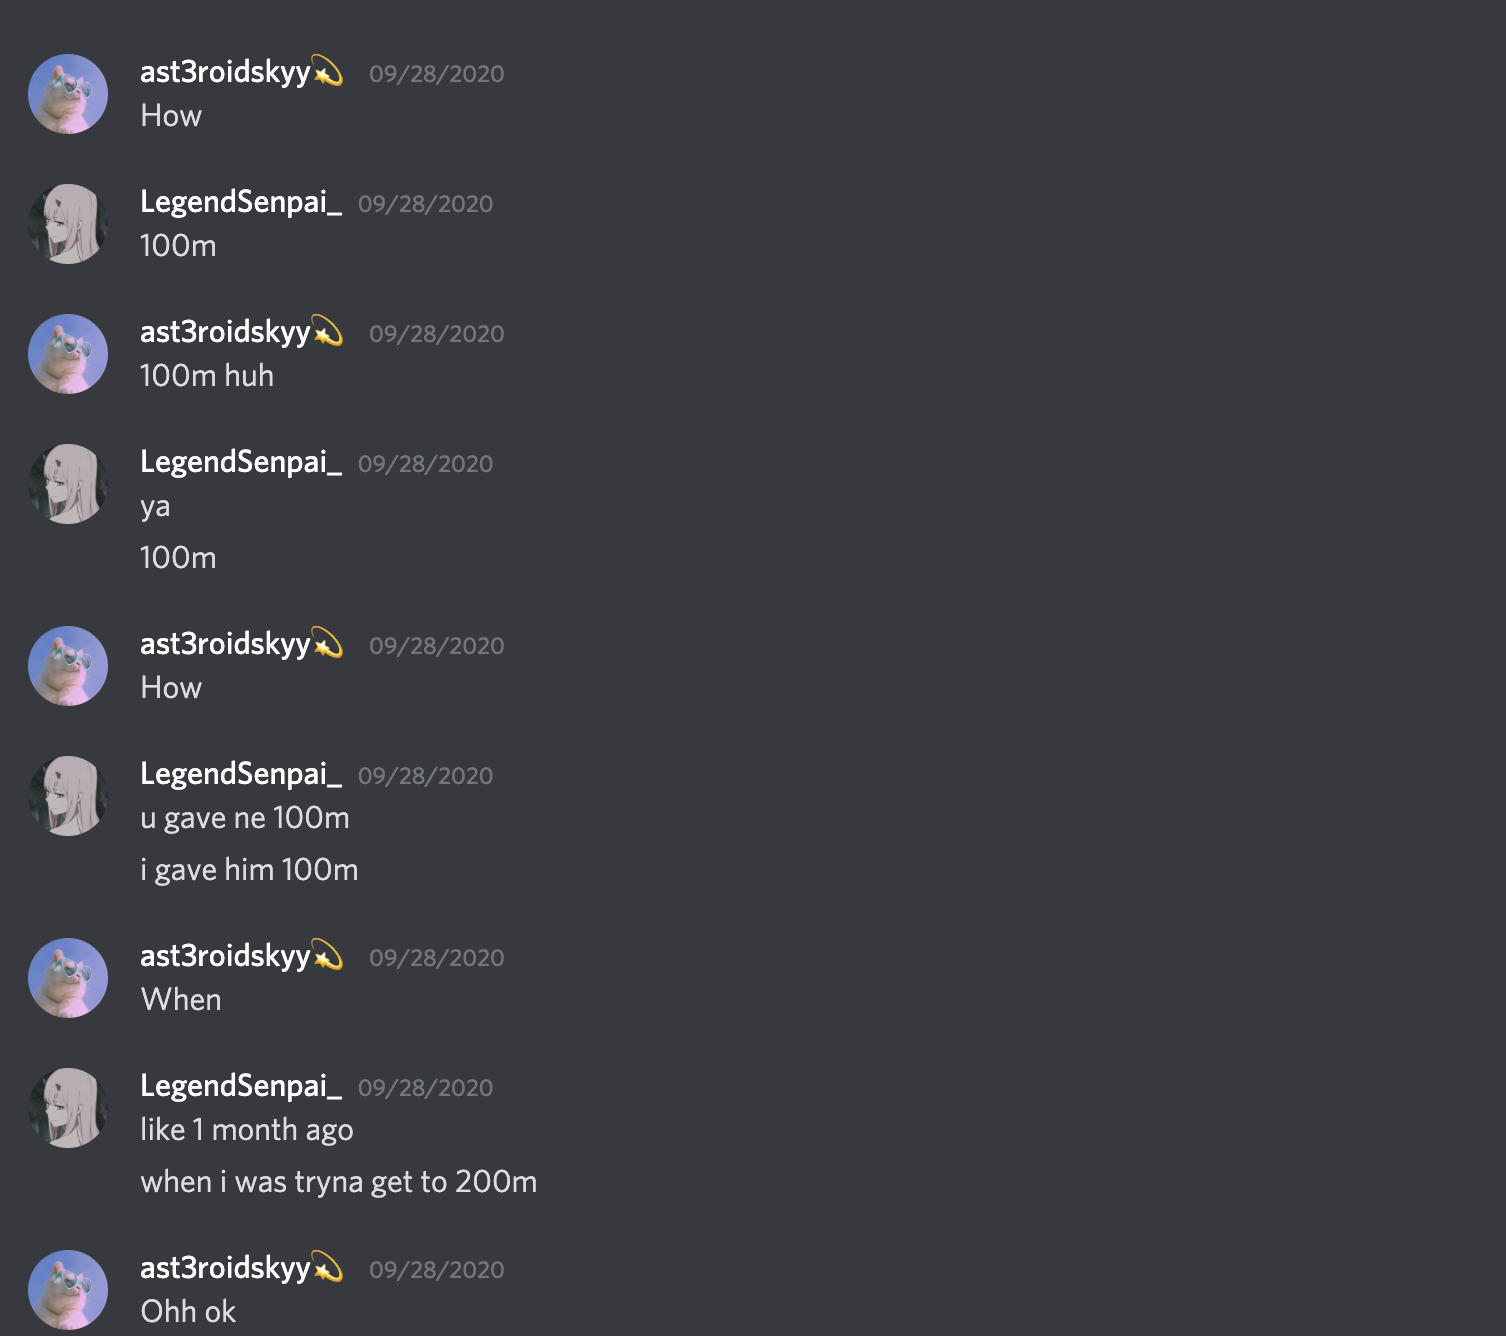 ast3roidskyy💫 09/28/2020
How
LegendSenpai_ 09/28/2020
100m
ast3roidskyy💫 09/28/2020
100m huh
LegendSenpai_ 09/28/2020
ya
100m
ast3roidskyy💫 09/28/2020
How
LegendSenpai_ 09/28/2020
u gave ne 100m
i gave him 100m
ast3roidskyy💫 09/28/2020
When
LegendSenpai_ 09/28/2020
like 1 month ago
when i was tryna get to 200m
ast3roidskyy💫 09/28/2020
Ohh ok